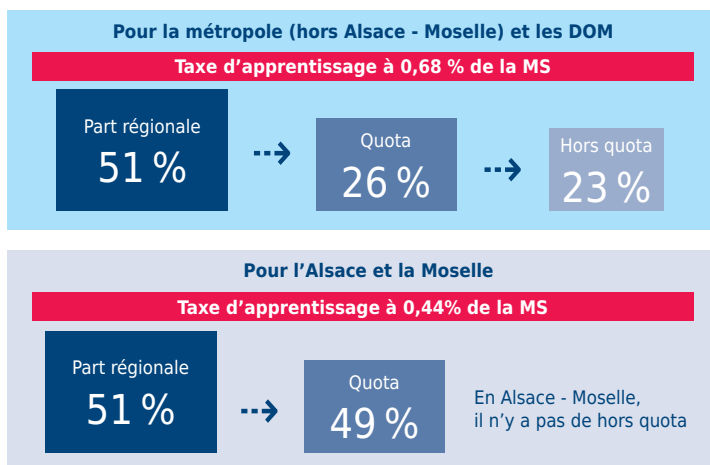 Pour la métropole (hors Alsace - Moselle) et les DOM
Taxe d’apprentissage à 0,68 % de la MS
Part régionale
51 %
Quota
26 %
Hors quota
23 %
Pour l’Alsace et la Moselle
Taxe d’apprentissage à 0,44% de la MS
Part régionale
51 %
Quota
49 %
En Alsace - Moselle,
il n’y a pas de hors quota